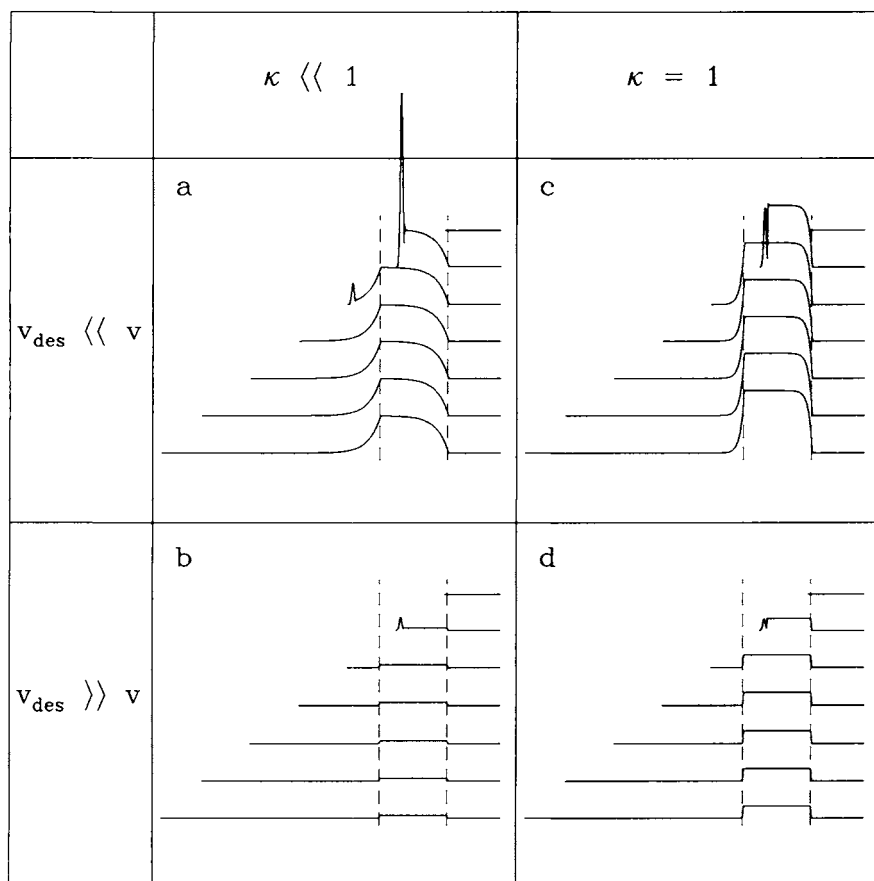 κ ⟨⟨ 1
κ = 1
a
c
v_des ⟨⟨ v
b
d
v_des ⟩⟩ v